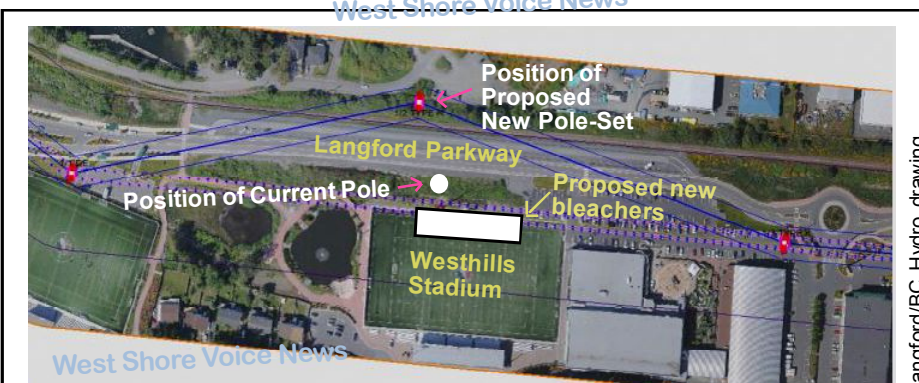 West Shore Voice News
Position of
Proposed
New Pole-Set
Langford Parkway
Position of Current Pole
Proposed new
bleachers
Westhills
Stadium
West Shore Voice News
angford/BC Hydro drawing